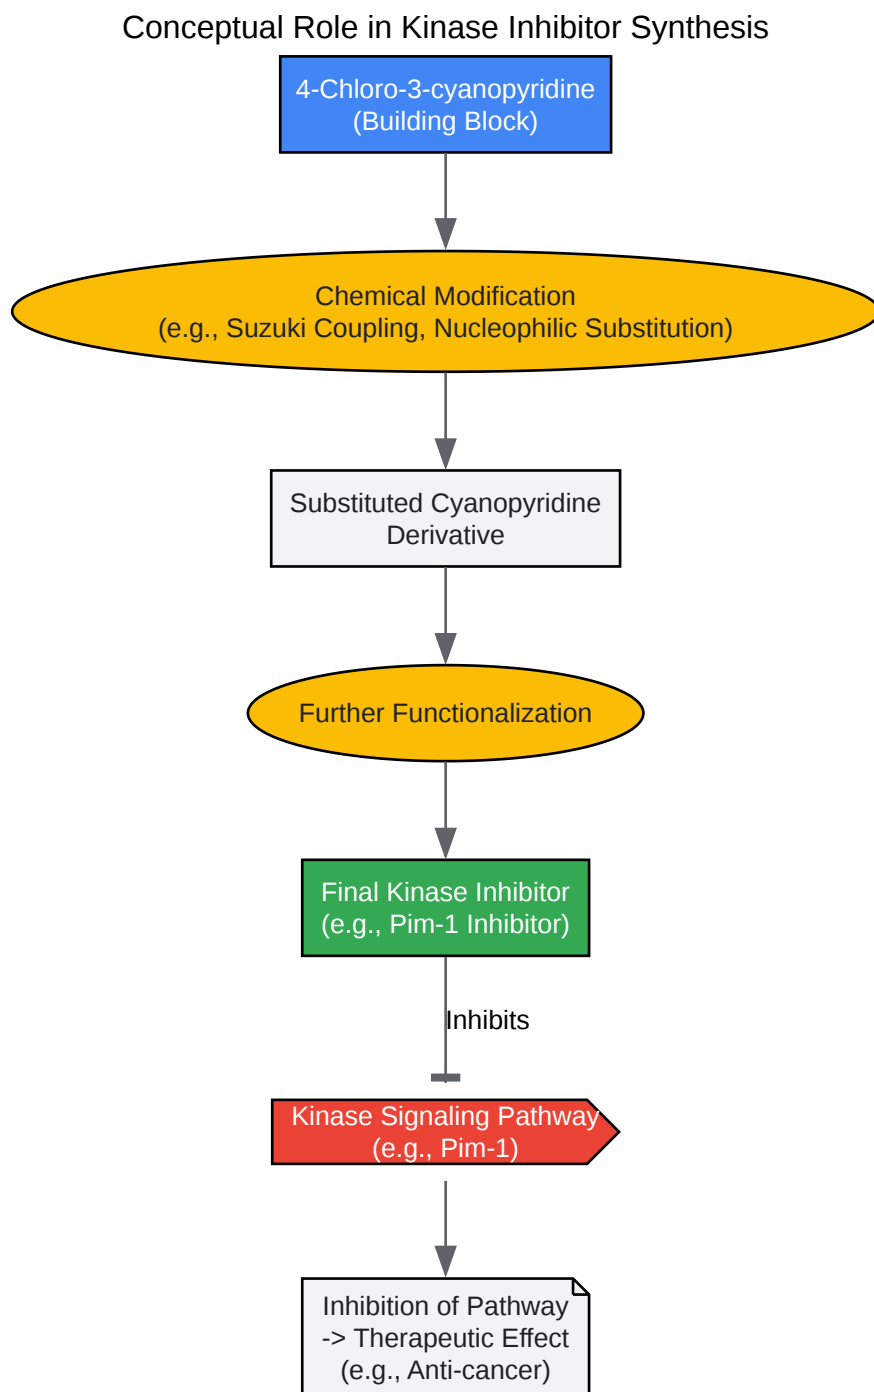 Conceptual Role in Kinase Inhibitor Synthesis
4-Chloro-3-cyanopyridine
(Building Block)
Chemical Modification
(e.g., Suzuki Coupling, Nucleophilic Substitution)
Substituted Cyanopyridine
Derivative
Further Functionalization
Final Kinase Inhibitor
(e.g., Pim-1 Inhibitor)
Inhibits
Kinase Signaling Pathway
(e.g., Pim-1)
Inhibition of Pathway
-> Therapeutic Effect
(e.g., Anti-cancer)